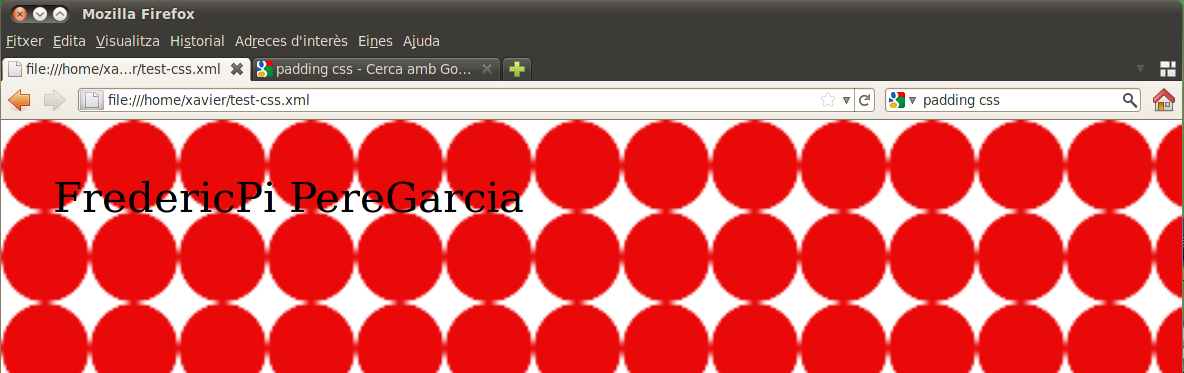 Mozilla Firefox
Fitxer Edita Visualitza Historial Adreces d'interès Eines Ajuda
file:///home/xa...r/test-css.xml padding css - Cerca amb Go...
file:///home/xavier/test-css.xml padding css
FredericPi PereGarcia